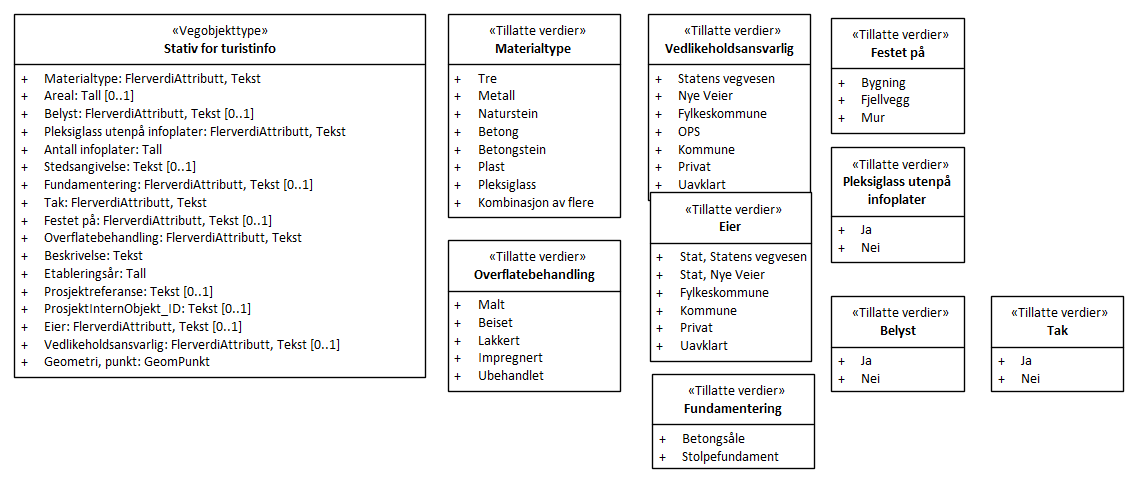 «Vegobjekttype»
Stativ for turistinfo
+ Materialtype: FlerverdiAttributt, Tekst
+ Areal: Tall [0..1]
+ Belyst: FlerverdiAttributt, Tekst [0..1]
+ Pleksiglass utenpå infoplater: FlerverdiAttributt, Tekst
+ Antall infoplater: Tall
+ Stedsangivelse: Tekst [0..1]
+ Fundamentering: FlerverdiAttributt, Tekst [0..1]
+ Tak: FlerverdiAttributt, Tekst
+ Festet på: FlerverdiAttributt, Tekst [0..1]
+ Overflatebehandling: FlerverdiAttributt, Tekst
+ Beskrivelse: Tekst
+ Etableringsår: Tall
+ Prosjektreferanse: Tekst [0..1]
+ ProsjektInternObjekt_ID: Tekst [0..1]
+ Eier: FlerverdiAttributt, Tekst [0..1]
+ Vedlikeholdsansvarlig: FlerverdiAttributt, Tekst [0..1]
+ Geometri, punkt: GeomPunkt
«Tillatte verdier»
Materialtype
+ Tre
+ Metall
+ Naturstein
+ Betong
+ Betongstein
+ Plast
+ Pleksiglass
+ Kombinasjon av flere
«Tillatte verdier»
Overflatebehandling
+ Malt
+ Beiset
+ Lakkert
+ Impregnert
+ Ubehandlet
«Tillatte verdier»
Vedlikeholdsansvarlig
+ Statens vegvesen
+ Nye Veier
+ Fylkeskommune
+ OPS
+ Kommune
+ Privat
+ Uavklart
«Tillatte verdier»
Eier
+ Stat, Statens vegvesen
+ Stat, Nye Veier
+ Fylkeskommune
+ Kommune
+ Privat
+ Uavklart
«Tillatte verdier»
Fundamentering
+ Betongsåle
+ Stolpefundament
«Tillatte verdier»
Festet på
+ Bygning
+ Fjellvegg
+ Mur
«Tillatte verdier»
Pleksiglass utenpå
infoplater
+ Ja
+ Nei
«Tillatte verdier»
Belyst
+ Ja
+ Nei
«Tillatte verdier»
Tak
+ Ja
+ Nei